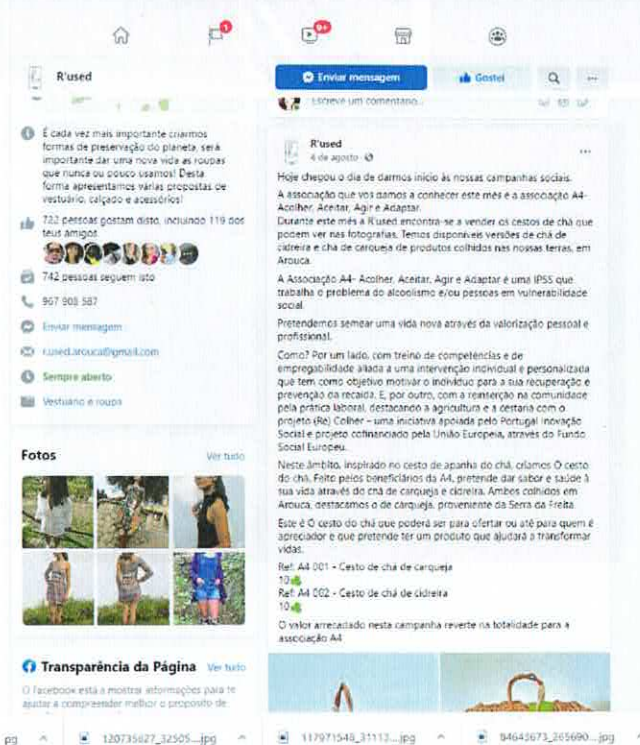 1
9+
R'used
Enviar mensagem
Gostei
Escreve um comentário...
É cada vez mais importante criarmos
formas de preservação do planeta, será
importante dar uma nova vida as roupas
que nunca ou pouco usamos! Desta
forma apresentamos várias propostas de
vestuário, calçado e acessórios!
722 pessoas gostam disto, incluindo 119 dos
teus amigos
742 pessoas seguem isto
967 908 587
Enviar mensagem
r.used.arouca@gmail.com
Sempre aberto
Vestuário e roupa
Fotos
Ver tudo
Transparência da Página
Ver tudo
O Facebook está a mostrar informações para te
ajudar a compreender melhor o propósito de
R'used
4 de agosto
Hoje chegou o dia de darmos início às nossas campanhas sociais.
A associação que vos damos a conhecer este mês é a associação A4-
Acolher, Aceitar, Agir e Adaptar.
Durante este mês a R'used encontra-se a vender os cestos de chá que
podem ver nas fotografias. Temos disponíveis versões de chá de
cidreira e chá de carqueja de produtos colhidos nas nossas terras, em
Arouca.
A Associação A4- Acolher, Aceitar, Agir e Adaptar é uma IPSS que
trabalha o problema do alcoolismo e/ou pessoas em vulnerabilidade
social.
Pretendemos semear uma vida nova através da valorização pessoal e
profissional.
Como? Por um lado, com treino de competências e de
empregabilidade aliada a uma intervenção individual e personalizada
que tem como objetivo motivar o indivíduo para a sua recuperação e
prevenção da recaída. E, por outro, com a reinserção na comunidade
pela prática laboral, destacando a agricultura e a cestaria com o
projeto (Re) Colher – uma iniciativa apoiada pelo Portugal Inovação
Social e projeto cofinanciado pela União Europeia, através do Fundo
Social Europeu.
Neste âmbito, inspirado no cesto de apanha do chá, criamos O cesto
do chá. Feito pelos beneficiários da A4, pretende dar sabor e saúde à
sua vida através do chá de carqueja e cidreira. Ambos colhidos em
Arouca, destacamos o de carqueja, proveniente da Serra da Freita.
Este é O cesto do chá que poderá ser para ofertar ou até para quem é
apreciador e que pretende ter um produto que ajudará a transformar
vidas.
Ref: A4 001 - Cesto de chá de carqueja
10
Ref: A4 002 - Cesto de chá de cidreira
10
O valor arrecadado nesta campanha reverte na totalidade para a
associação A4
pg
120735827_32505...jpg
117971548_31112...jpg
84645673_265690...jpg